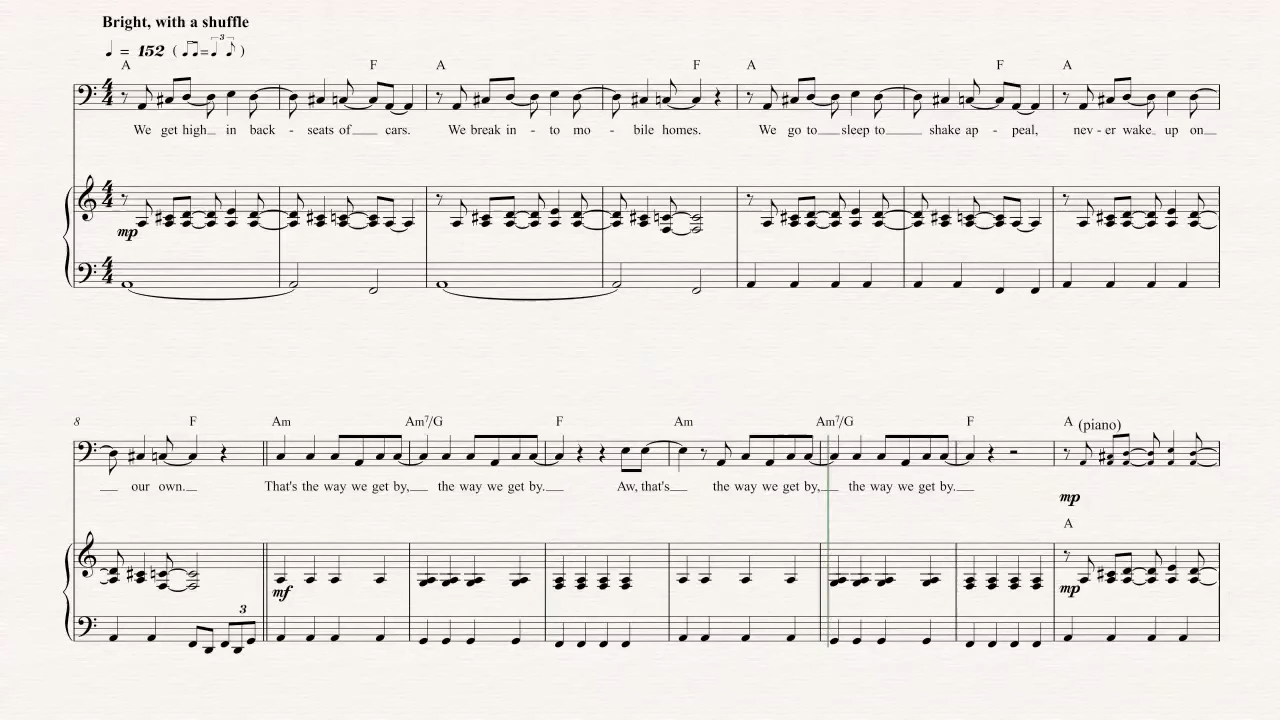 Bright, with a shuffle
= 152 ( = 3 )
A F A F A F A
We get high in back - seats of cars. We break in - to mo - bile homes. We go to sleep to shake ap - peal, nev - er wake up on
mp
8 F Am Am7/G F Am Am7/G F A (piano)
our own. That's the way we get by, the way we get by. Aw, that's the way we get by, the way we get by.
mp
A
mf mp
3